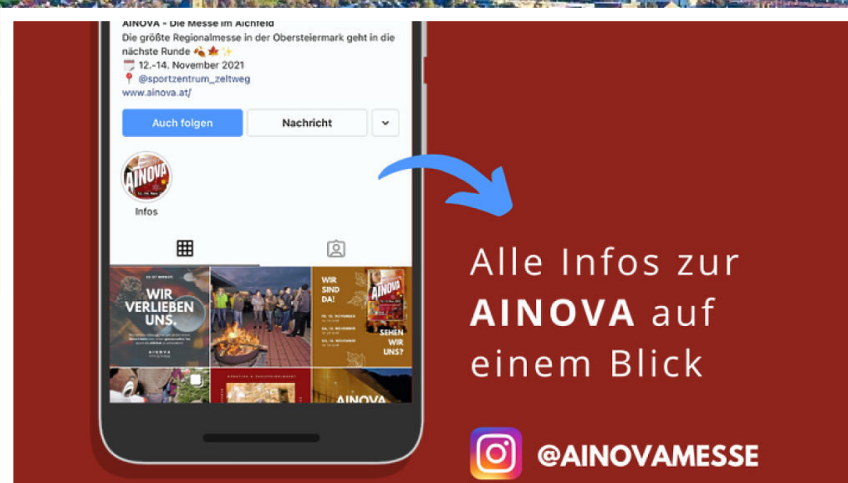 AINOVA - Die Messe im Aichfeld
Die größte Regionalmesse in der Obersteiermark geht in die
nächste Runde
12.-14. November 2021
@sportzentrum_zeltweg
www.ainova.at/
Auch folgen
Nachricht
AINOVA
Infos
WIR
VERLIEBEN
UNS.
AINOVA
WIR
SIND
DA!
AINOVA
SEHEN
WIR
UNS?
AINOVA
Alle Infos zur
AINOVA auf
einem Blick
@AINOVAMESSE